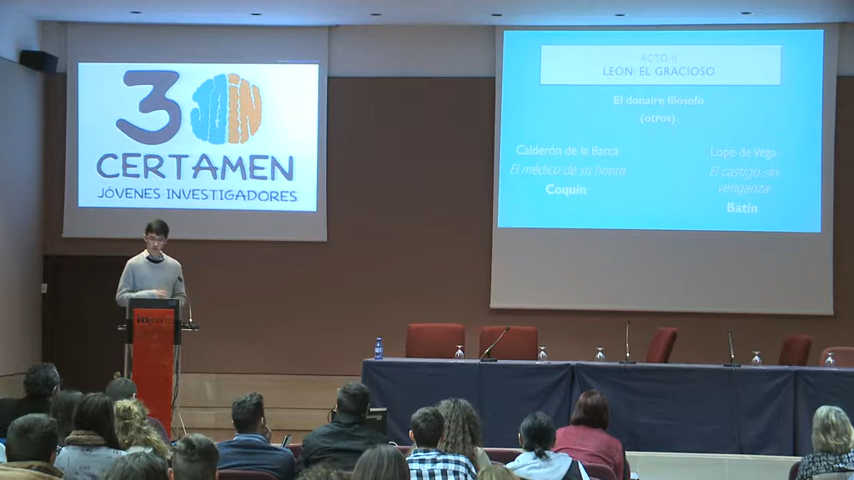 30 JOIN
CERTAMEN
JÓVENES INVESTIGADORES
ACTO II
LEÓN: EL GRACIOSO
El donaire filósofo
(otros)
Calderón de la Barca
El médico de su honra
Coquín
Lope de Vega
El castigo sin
venganza
Batín